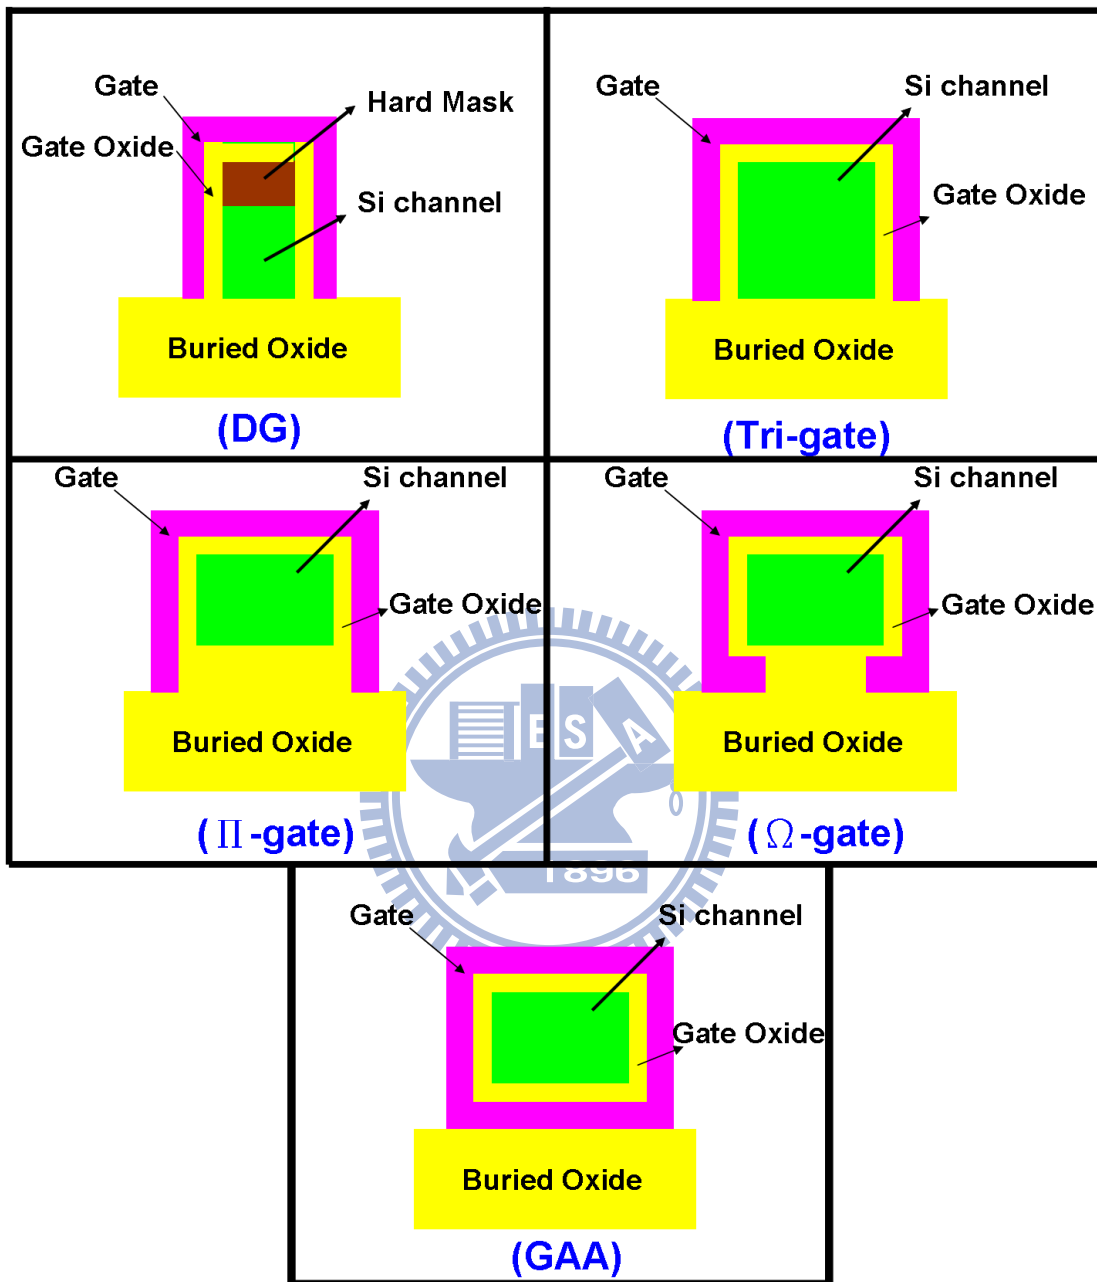 Gate
Hard Mask
Gate Oxide
Si channel
Buried Oxide
(DG)
Si channel
Gate
Gate Oxide
Buried Oxide
(Tri-gate)
Gate
Si channel
Gate Oxide
Buried Oxide
(Π-gate)
Gate
Si channel
Gate Oxide
Buried Oxide
(Ω-gate)
E S A
1896
Gate
Si channel
Gate Oxide
Buried Oxide
(GAA)